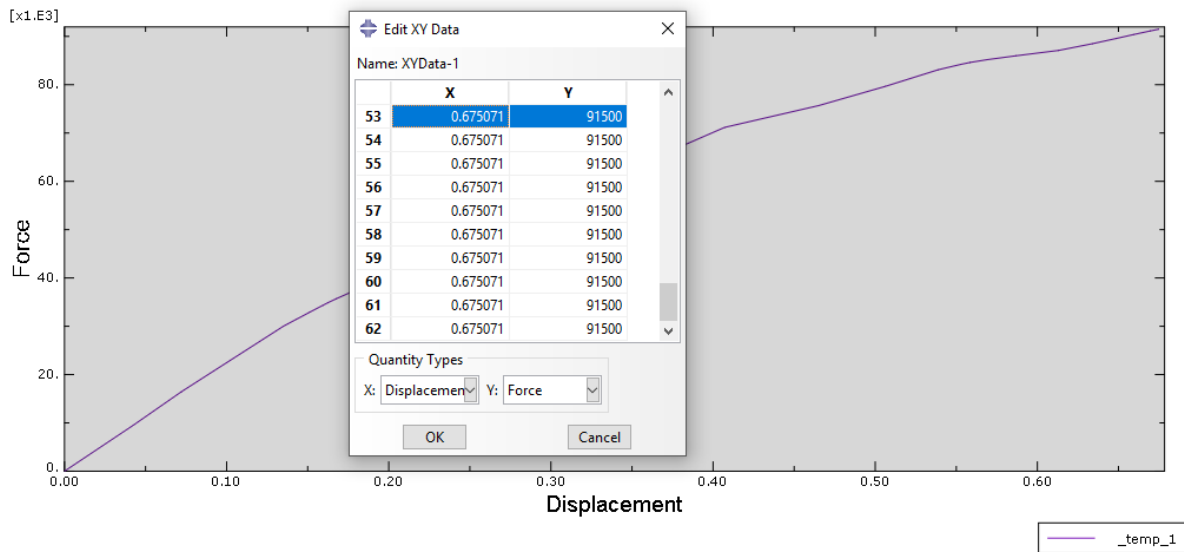 [x1.E3]
Edit XY Data
Name: XYData-1
X Y
53 0.675071 91500
54 0.675071 91500
55 0.675071 91500
56 0.675071 91500
57 0.675071 91500
58 0.675071 91500
59 0.675071 91500
60 0.675071 91500
61 0.675071 91500
62 0.675071 91500
Quantity Types
X: Displacemen Y: Force
OK Cancel
80.
60.
40.
20.
0.
Force
0.00 0.10 0.20 0.30 0.40 0.50 0.60
Displacement
_temp_1